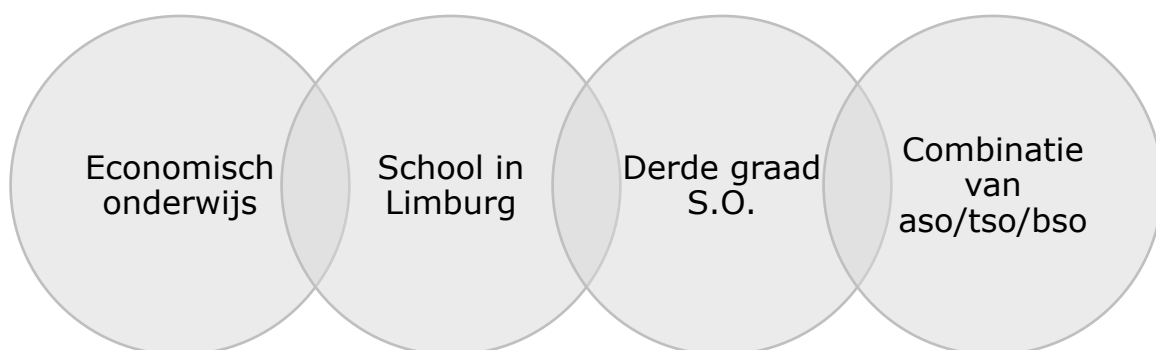 Economisch
onderwijs
School in
Limburg
Derde graad
S.O.
Combinatie
van
aso/tso/bso